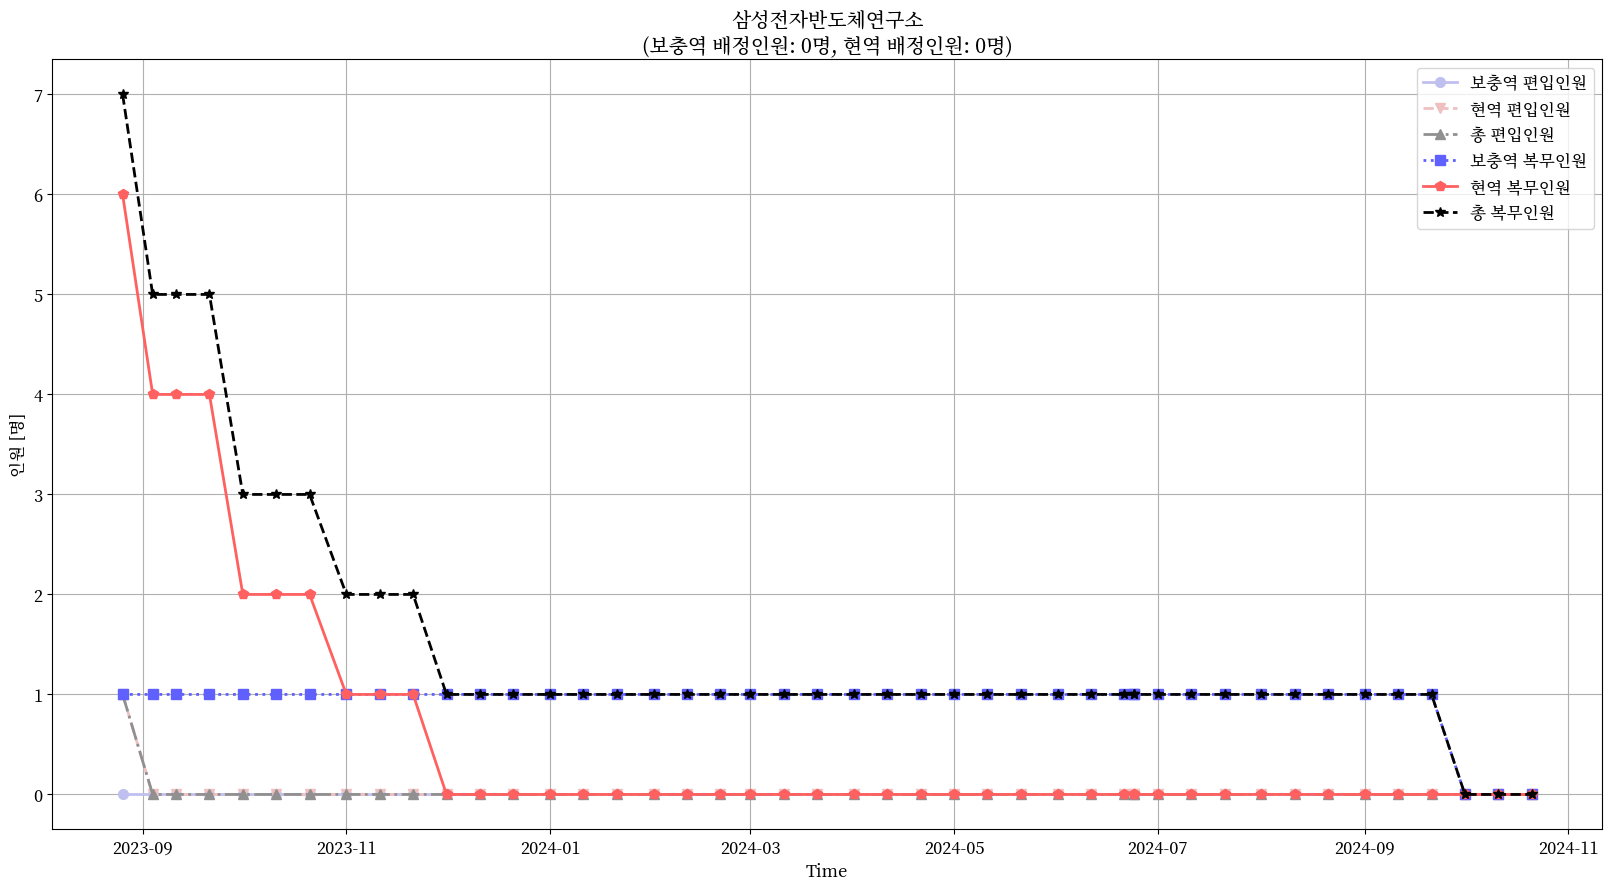 삼성전자반도체연구소
(보충역 배정인원: 0명, 현역 배정인원: 0명)
보충역 편입인원
현역 편입인원
총 편입인원
보충역 복무인원
현역 복무인원
총 복무인원
인원 [명]
7
6
5
4
3
2
1
0
2023-09
2023-11
2024-01
2024-03
2024-05
2024-07
2024-09
2024-11
Time